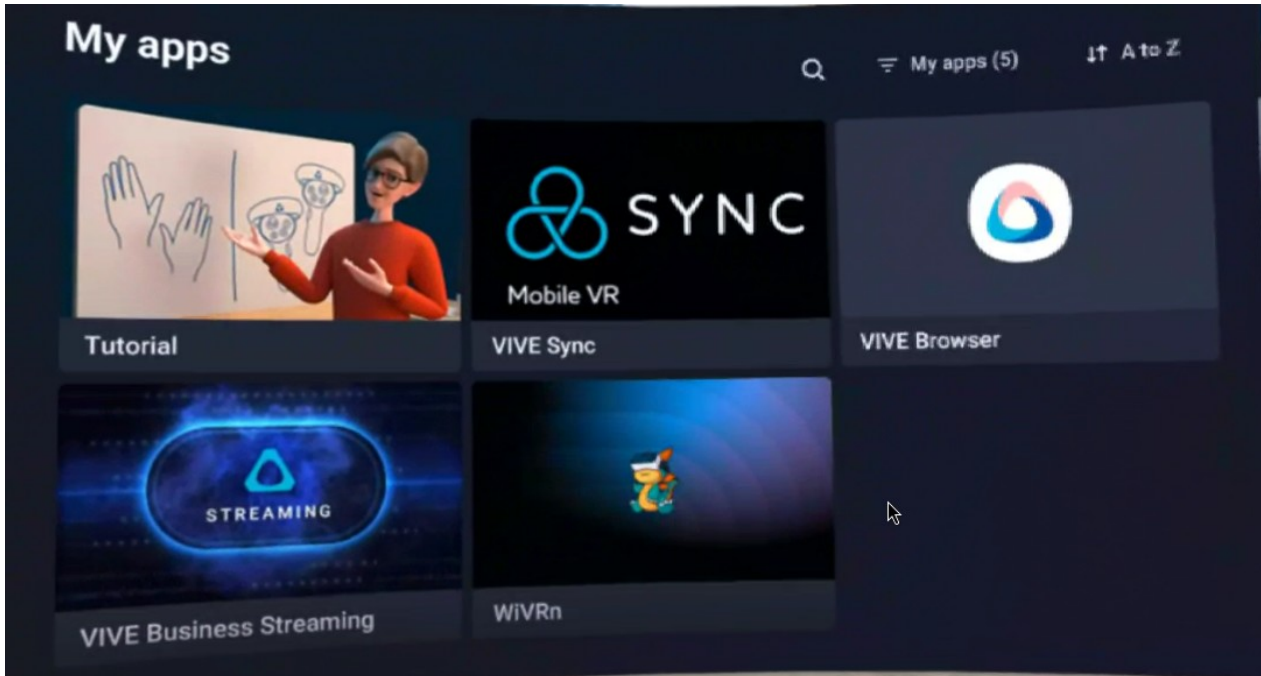 My apps
My apps (5)
A to Z
SYNC
Mobile VR
Tutorial
VIVE Sync
VIVE Browser
STREAMING
VIVE Business Streaming
WiVRn